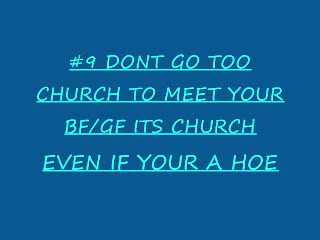 #9 DONT GO TOO
CHURCH TO MEET YOUR
BF/GF ITS CHURCH
EVEN IF YOUR A HOE